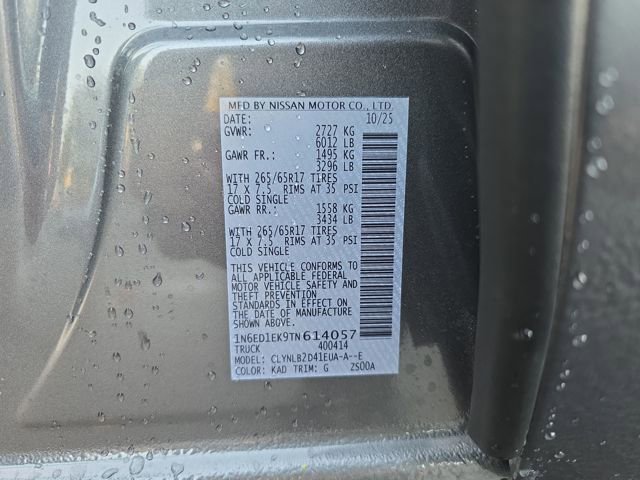 MFD BY NISSAN MOTOR CO., LTD.
DATE: 10/25
GVWR: 2727 KG
6012 LB
GAWR FR.: 1495 KG
3296 LB
WITH 265/65R17 TIRES
17 X 7.5 RIMS AT 35 PSI
COLD SINGLE
GAWR RR.: 1558 KG
3434 LB
WITH 265/65R17 TIRES
17 X 7.5 RIMS AT 35 PSI
COLD SINGLE
THIS VEHICLE CONFORMS TO
ALL APPLICABLE FEDERAL
MOTOR VEHICLE SAFETY AND
THEFT PREVENTION
STANDARDS IN EFFECT ON
THE DATE OF MANUFACTURE
SHOWN ABOVE
1N6ED1EK9TN614057
TRUCK 400414
MODEL: CLYNLB2D41EUA-A--E
COLOR: KAD TRIM: G ZS00A